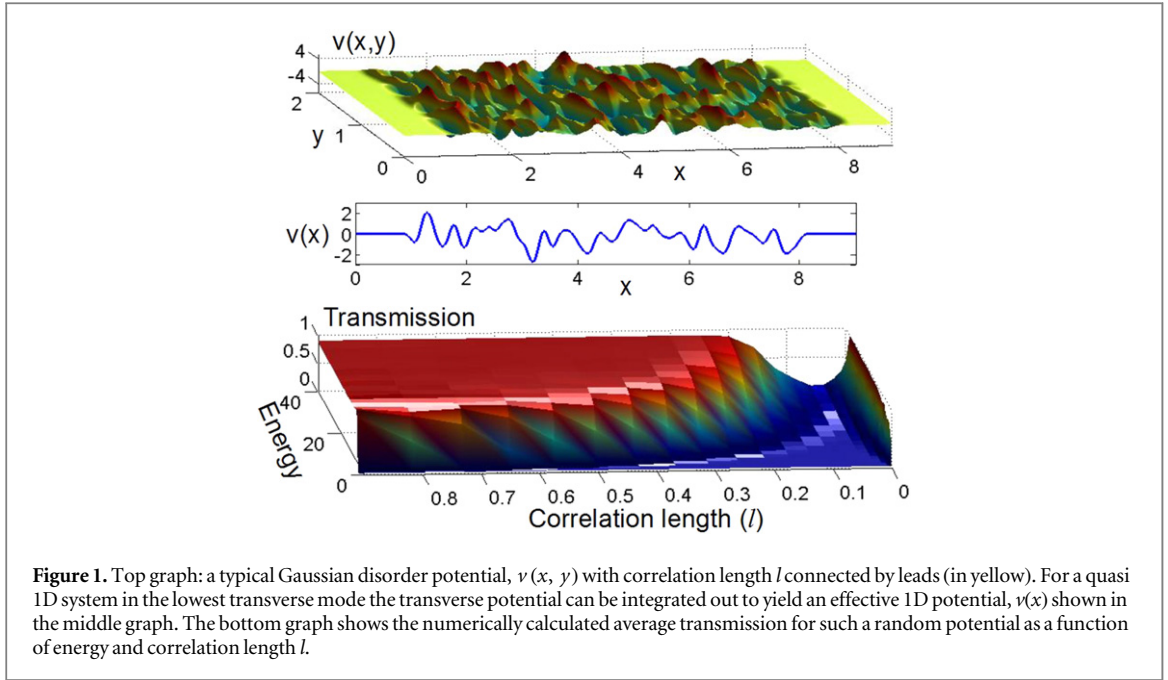 v(x,y)
4
-4
2
y
1
0
0
2
4
x
6
8
v(x)
2
0
-2
0
2
4
x
6
8
Transmission
1
0.5
0
40
Energy
20
0
0.8
0.7
0.6
0.5
0.4
0.3
0.2
0.1
0
Correlation length (l)
Figure 1. Top graph: a typical Gaussian disorder potential, v (x, y) with correlation length l connected by leads (in yellow). For a quasi
1D system in the lowest transverse mode the transverse potential can be integrated out to yield an effective 1D potential, v(x) shown in
the middle graph. The bottom graph shows the numerically calculated average transmission for such a random potential as a function
of energy and correlation length l.